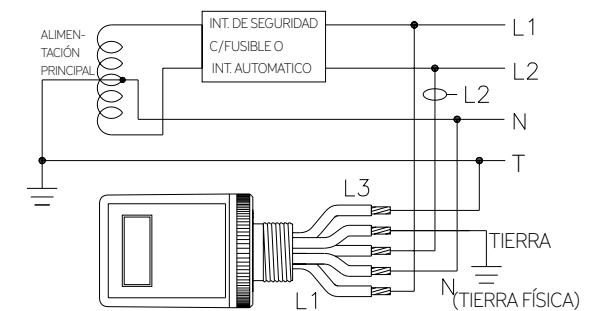 ALIMEN-
TACIÓN
PRINCIPAL
INT. DE SEGURIDAD
C/FUSIBLE O
INT. AUTOMATICO
L1
L2
L2
N
T
L3
TIERRA
L1
N
(TIERRA FÍSICA)